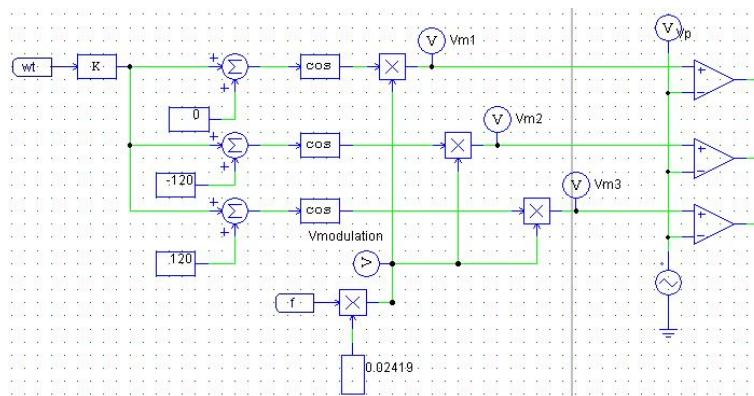 V Vm1
V Vp
wt K + Σ + cos
0
V Vm2
+ Σ + cos
-120
V Vm3
+ Σ + cos
120
Vmodulation
V
f
0.02419
+ −
+ −
+ −